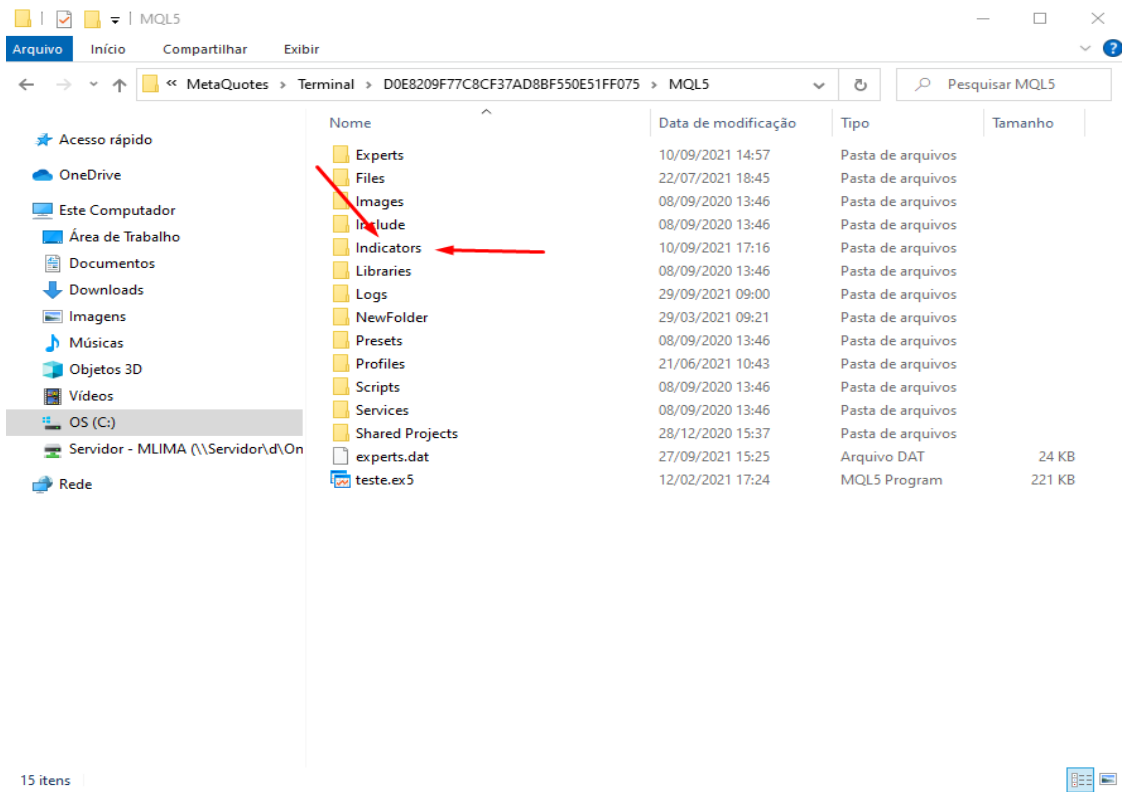 MQL5
Arquivo Início Compartilhar Exibir
« MetaQuotes > Terminal > D0E8209F77C8CF37AD8BF550E51FF075 > MQL5 Pesquisar MQL5
Nome Data de modificação Tipo Tamanho
Acesso rápido
OneDrive
Este Computador
Área de Trabalho
Documentos
Downloads
Imagens
Músicas
Objetos 3D
Vídeos
OS (C:)
Servidor - MLIMA (\\Servidor\d\On
Rede
Experts 10/09/2021 14:57 Pasta de arquivos
Files 22/07/2021 18:45 Pasta de arquivos
Images 08/09/2020 13:46 Pasta de arquivos
Include 08/09/2020 13:46 Pasta de arquivos
Indicators 10/09/2021 17:16 Pasta de arquivos
Libraries 08/09/2020 13:46 Pasta de arquivos
Logs 29/09/2021 09:00 Pasta de arquivos
NewFolder 29/03/2021 09:21 Pasta de arquivos
Presets 08/09/2020 13:46 Pasta de arquivos
Profiles 21/06/2021 10:43 Pasta de arquivos
Scripts 08/09/2020 13:46 Pasta de arquivos
Services 08/09/2020 13:46 Pasta de arquivos
Shared Projects 28/12/2020 15:37 Pasta de arquivos
experts.dat 27/09/2021 15:25 Arquivo DAT 24 KB
teste.ex5 12/02/2021 17:24 MQL5 Program 221 KB
15 itens